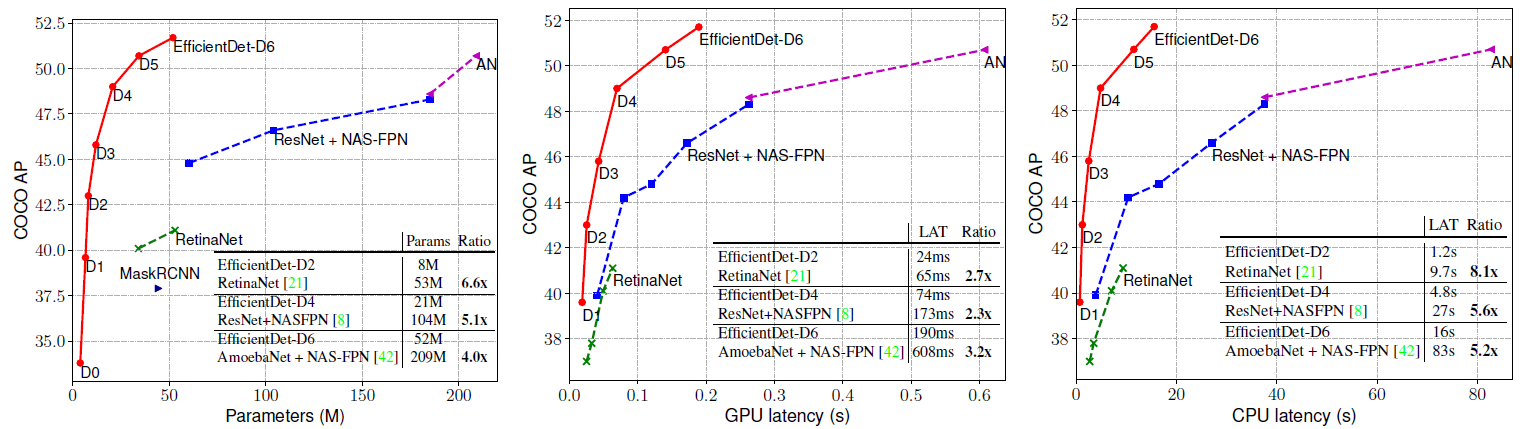 52.5
50.0
47.5
45.0
42.5
40.0
37.5
35.0
COCO AP
EfficientDet-D6
D5
AN
D4
D3
ResNet + NAS-FPN
D2
RetinaNet
D1
MaskRCNN
D0
Params Ratio
EfficientDet-D2 8M
RetinaNet [21] 53M 6.6x
EfficientDet-D4 21M
ResNet+NASFPN [8] 104M 5.1x
EfficientDet-D6 52M
AmoebaNet + NAS-FPN [42] 209M 4.0x
0 50 100 150 200
Parameters (M)
52
50
48
46
44
42
40
38
COCO AP
EfficientDet-D6
D5
AN
D4
D3
ResNet + NAS-FPN
D2
RetinaNet
D1
LAT Ratio
EfficientDet-D2 24ms
RetinaNet [21] 65ms 2.7x
EfficientDet-D4 74ms
ResNet+NASFPN [8] 173ms 2.3x
EfficientDet-D6 190ms
AmoebaNet + NAS-FPN [42] 608ms 3.2x
0.0 0.1 0.2 0.3 0.4 0.5 0.6
GPU latency (s)
52
50
48
46
44
42
40
38
COCO AP
EfficientDet-D6
D5
AN
D4
D3
ResNet + NAS-FPN
D2
RetinaNet
D1
LAT Ratio
EfficientDet-D2 1.2s
RetinaNet [21] 9.7s 8.1x
EfficientDet-D4 4.8s
ResNet+NASFPN [8] 27s 5.6x
EfficientDet-D6 16s
AmoebaNet + NAS-FPN [42] 83s 5.2x
0 20 40 60 80
CPU latency (s)